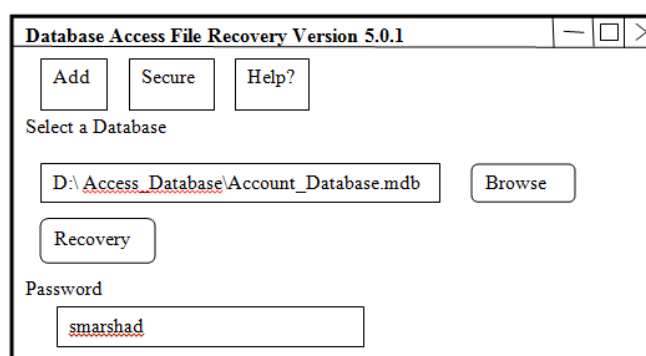 Database Access File Recovery Version 5.0.1
Add Secure Help?
Select a Database
D:\ Access_Database\Account_Database.mdb Browse
Recovery
Password
smarshad